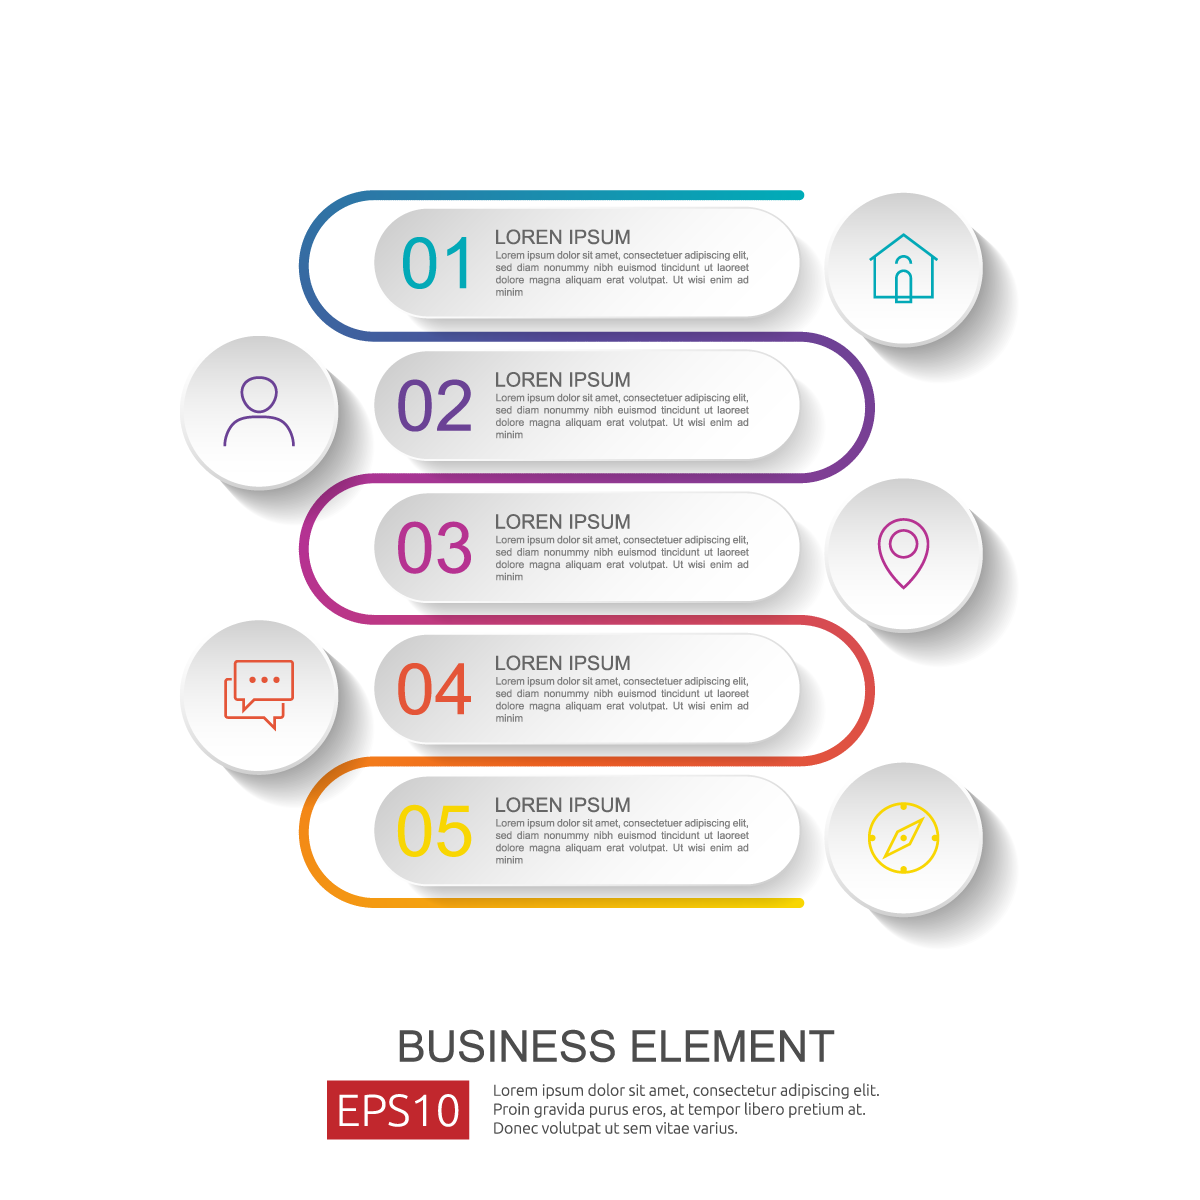 01
LOREN IPSUM
Lorem ipsum dolor sit amet, consectetuer adipiscing elit,
sed diam nonummy nibh euismod tincidunt ut laoreet
dolore magna aliquam erat volutpat. Ut wisi enim ad
minim
02
LOREN IPSUM
Lorem ipsum dolor sit amet, consectetuer adipiscing elit,
sed diam nonummy nibh euismod tincidunt ut laoreet
dolore magna aliquam erat volutpat. Ut wisi enim ad
minim
03
LOREN IPSUM
Lorem ipsum dolor sit amet, consectetuer adipiscing elit,
sed diam nonummy nibh euismod tincidunt ut laoreet
dolore magna aliquam erat volutpat. Ut wisi enim ad
minim
04
LOREN IPSUM
Lorem ipsum dolor sit amet, consectetuer adipiscing elit,
sed diam nonummy nibh euismod tincidunt ut laoreet
dolore magna aliquam erat volutpat. Ut wisi enim ad
minim
05
LOREN IPSUM
Lorem ipsum dolor sit amet, consectetuer adipiscing elit,
sed diam nonummy nibh euismod tincidunt ut laoreet
dolore magna aliquam erat volutpat. Ut wisi enim ad
minim
BUSINESS ELEMENT
EPS10
Lorem ipsum dolor sit amet, consectetur adipiscing elit.
Proin gravida purus eros, at tempor libero pretium at.
Donec volutpat ut sem vitae varius.